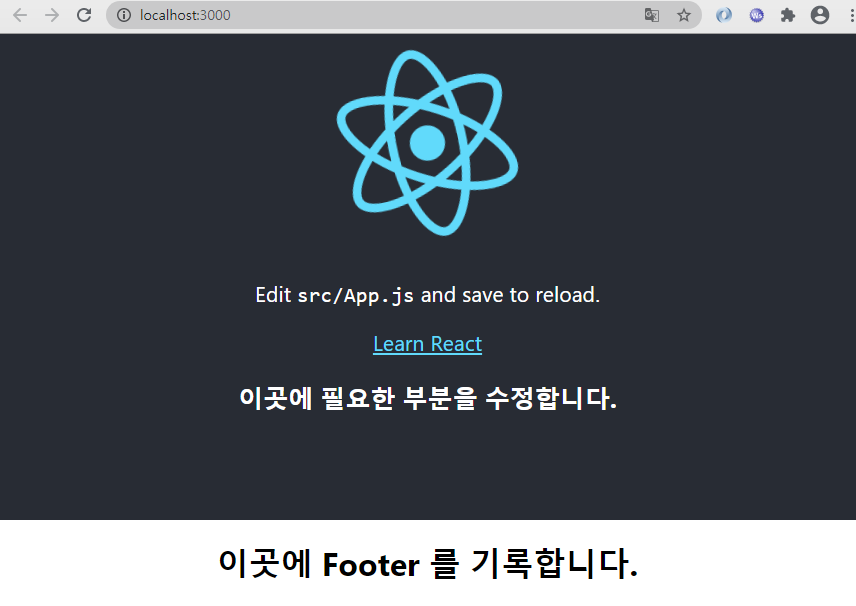 localhost:3000
Edit src/App.js and save to reload.
Learn React
이곳에 필요한 부분을 수정합니다.
이곳에 Footer 를 기록합니다.